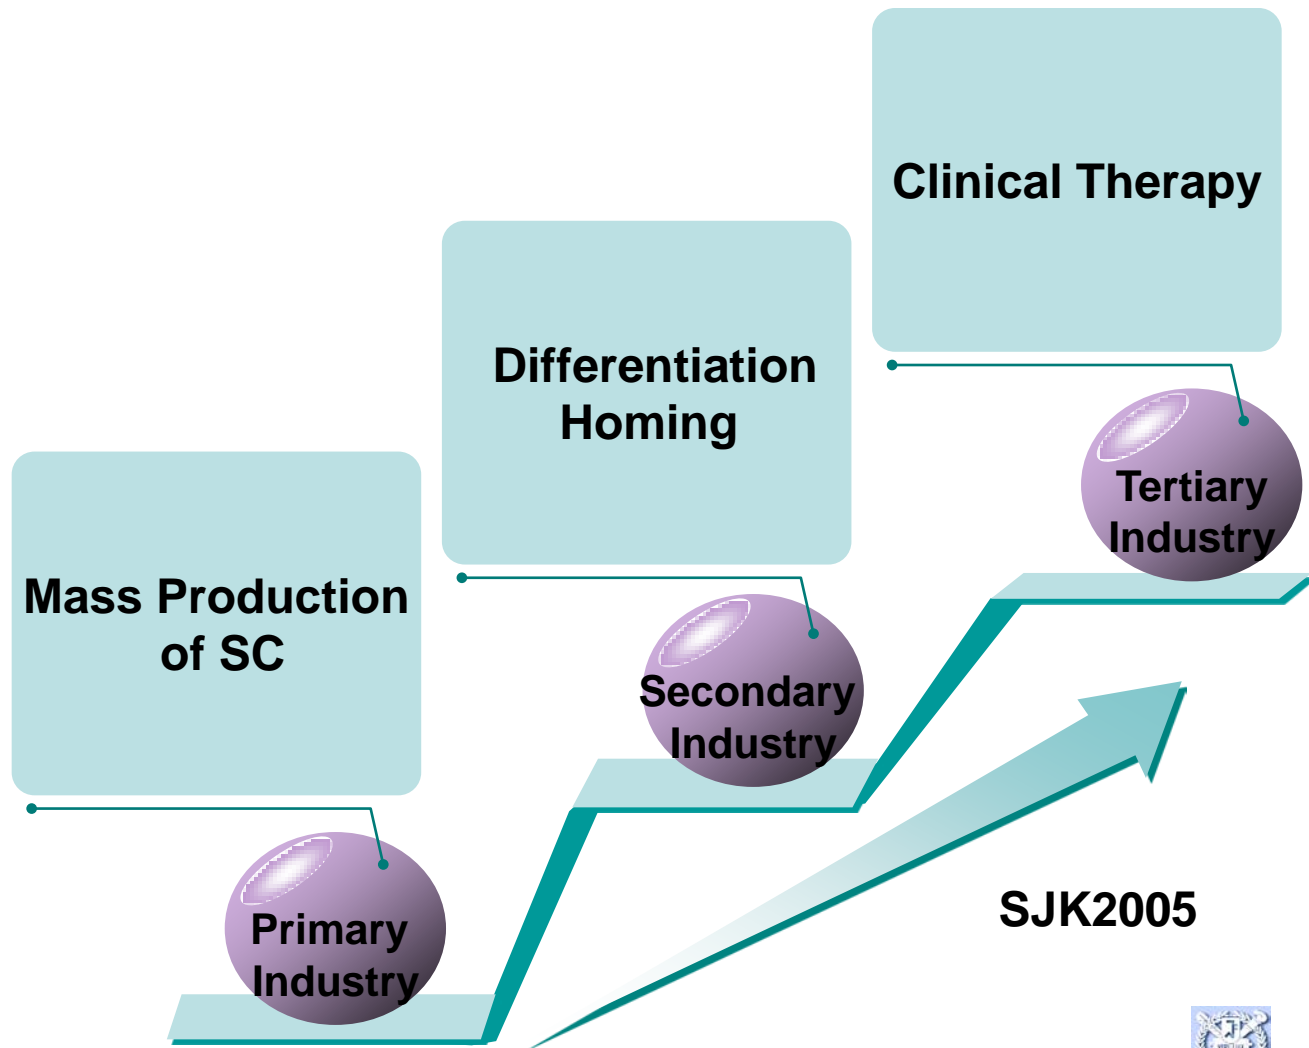 Clinical Therapy
Differentiation
Homing
Tertiary
Industry
Mass Production
of SC
Secondary
Industry
SJK2005
Primary
Industry